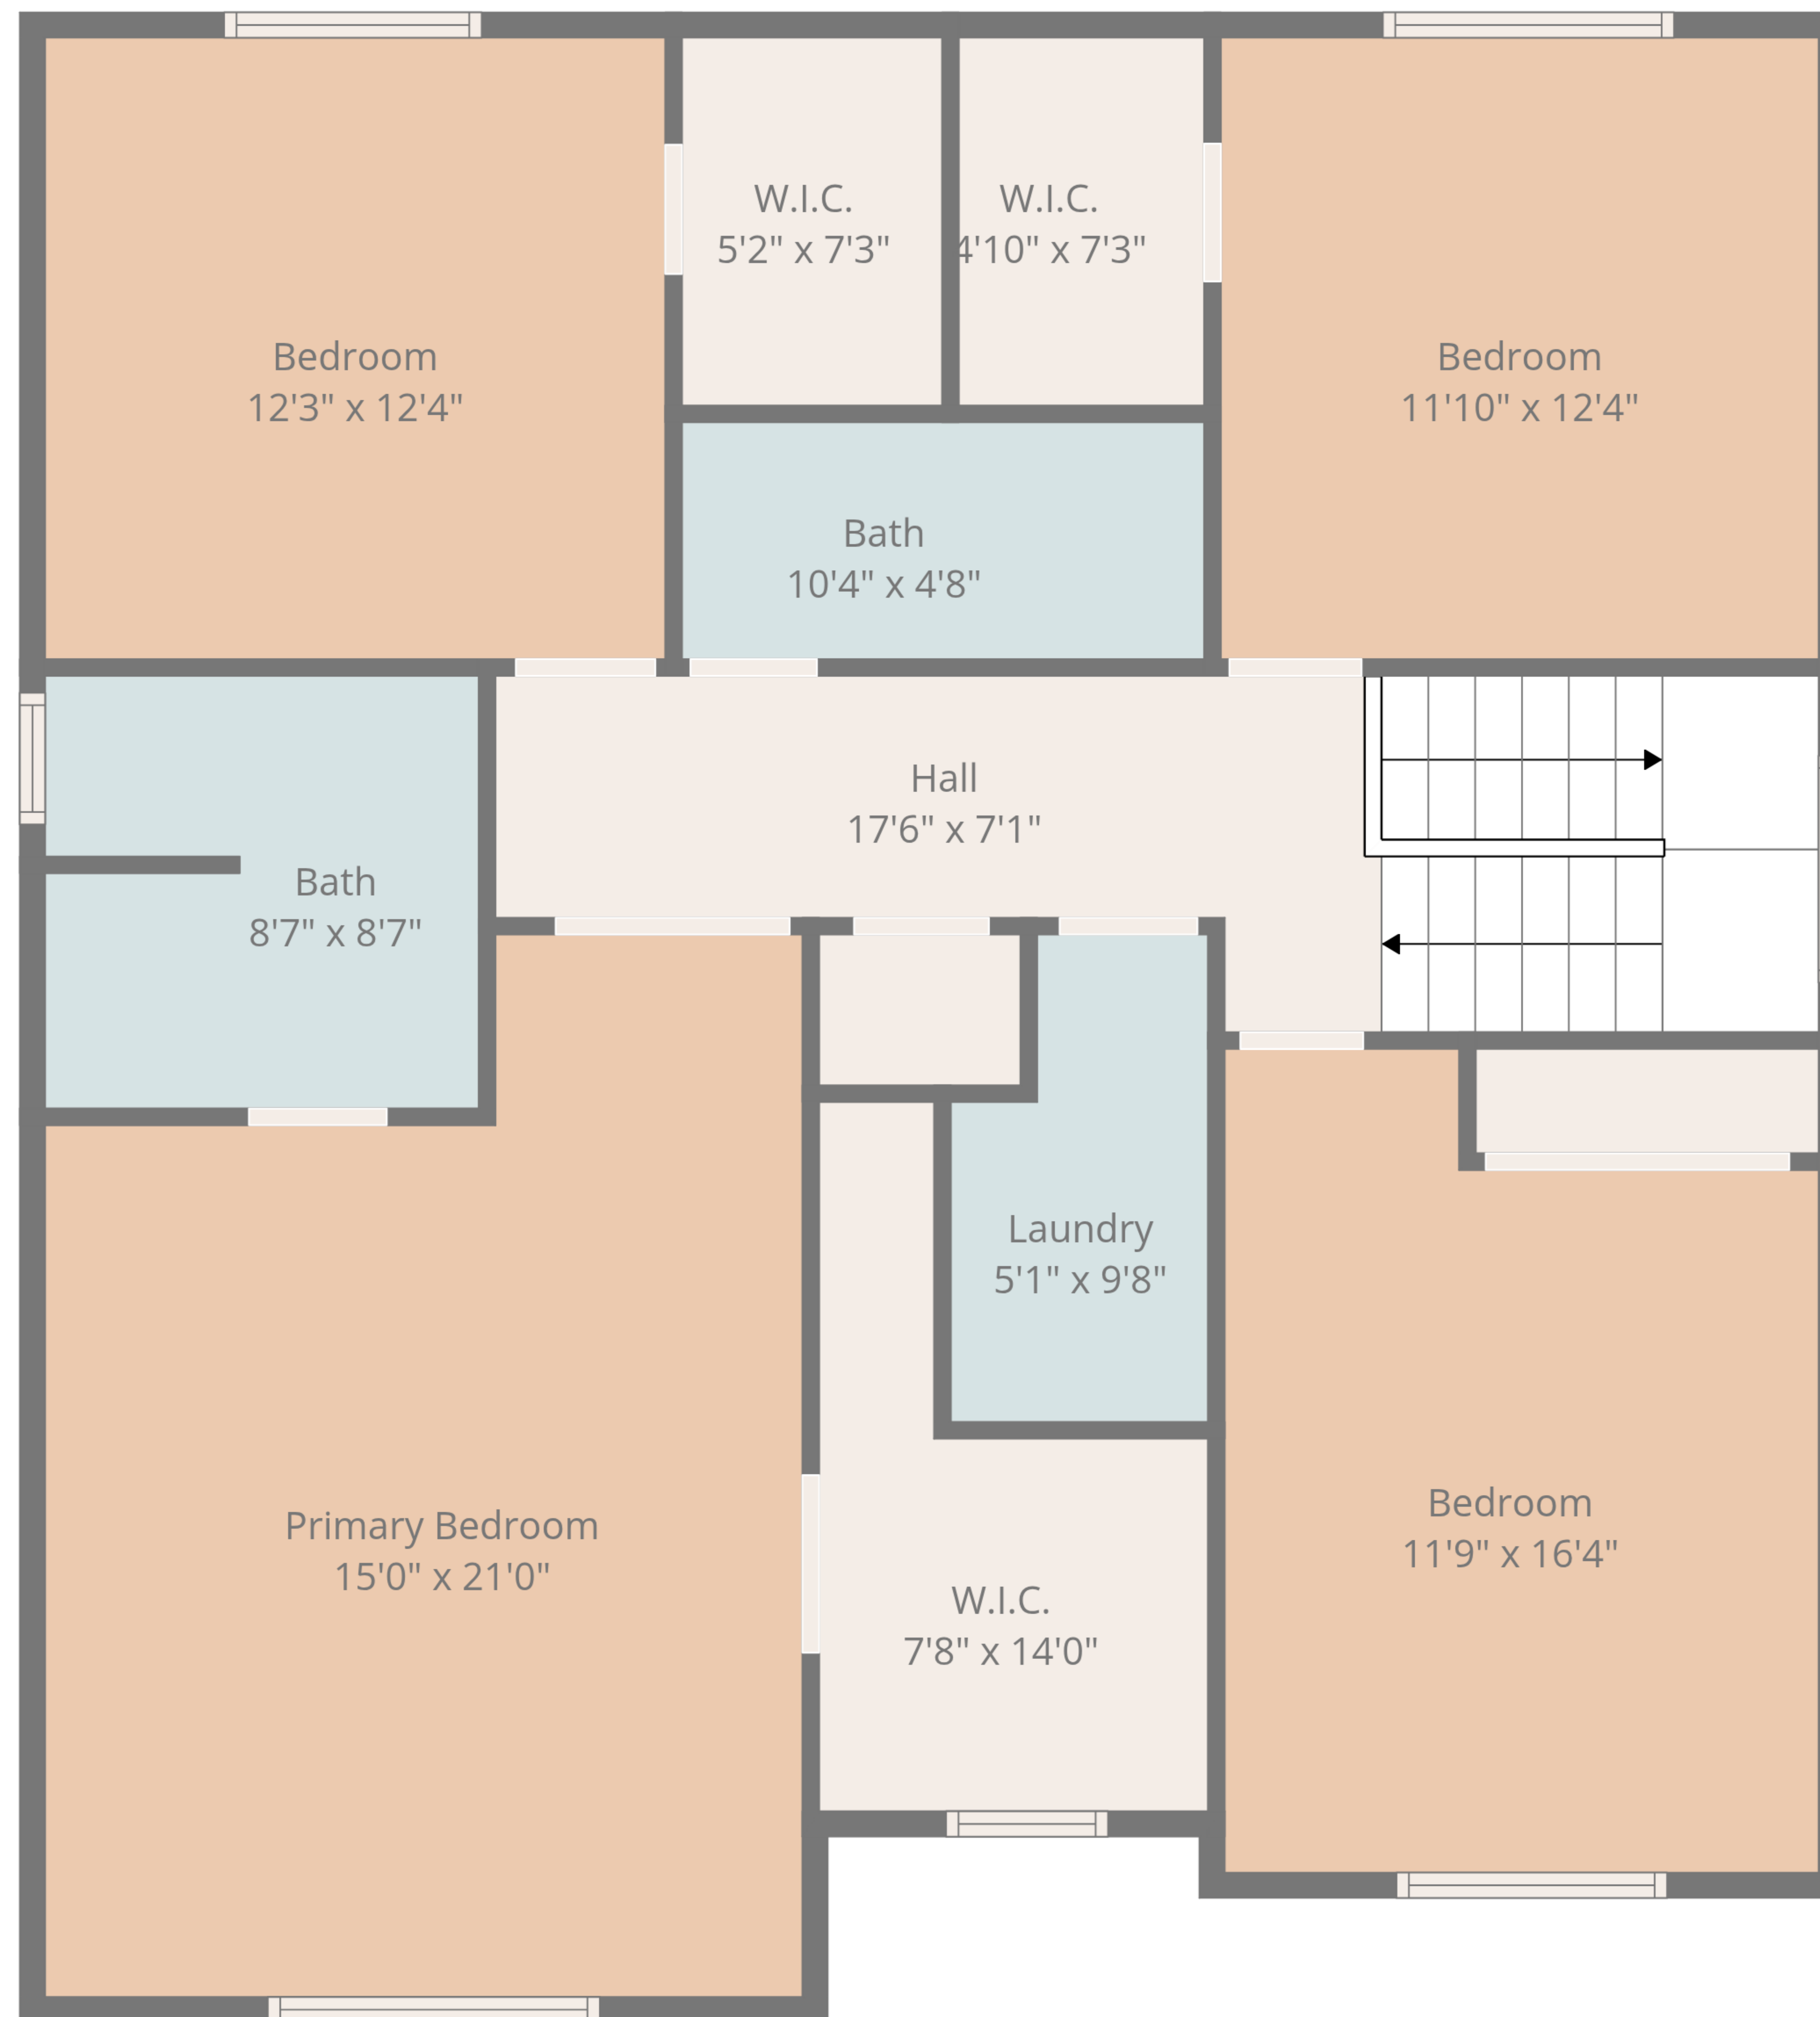 W.I.C.
5'2" x 7'3"
W.I.C.
4'10" x 7'3"
Bedroom
12'3" x 12'4"
Bedroom
11'10" x 12'4"
Bath
10'4" x 4'8"
Hall
17'6" x 7'1"
Bath
8'7" x 8'7"
Laundry
5'1" x 9'8"
Primary Bedroom
15'0" x 21'0"
Bedroom
11'9" x 16'4"
W.I.C.
7'8" x 14'0"